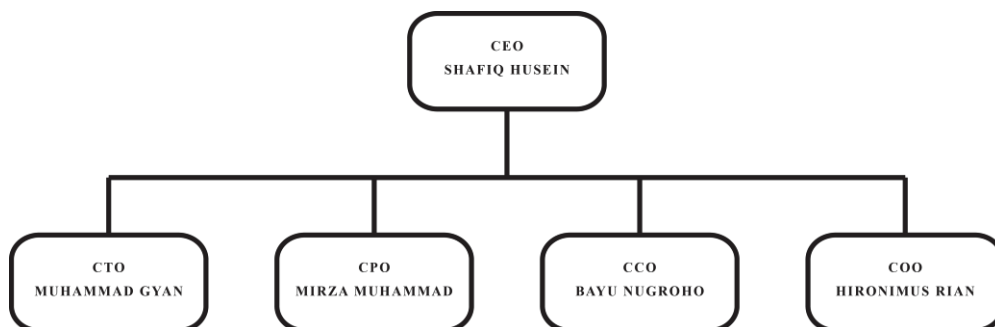 CEO
SHAFIQ HUSEIN
CTO
MUHAMMAD GYAN
CPO
MIRZA MUHAMMAD
CCO
BAYU NUGROHO
COO
HIRONIMUS RIAN